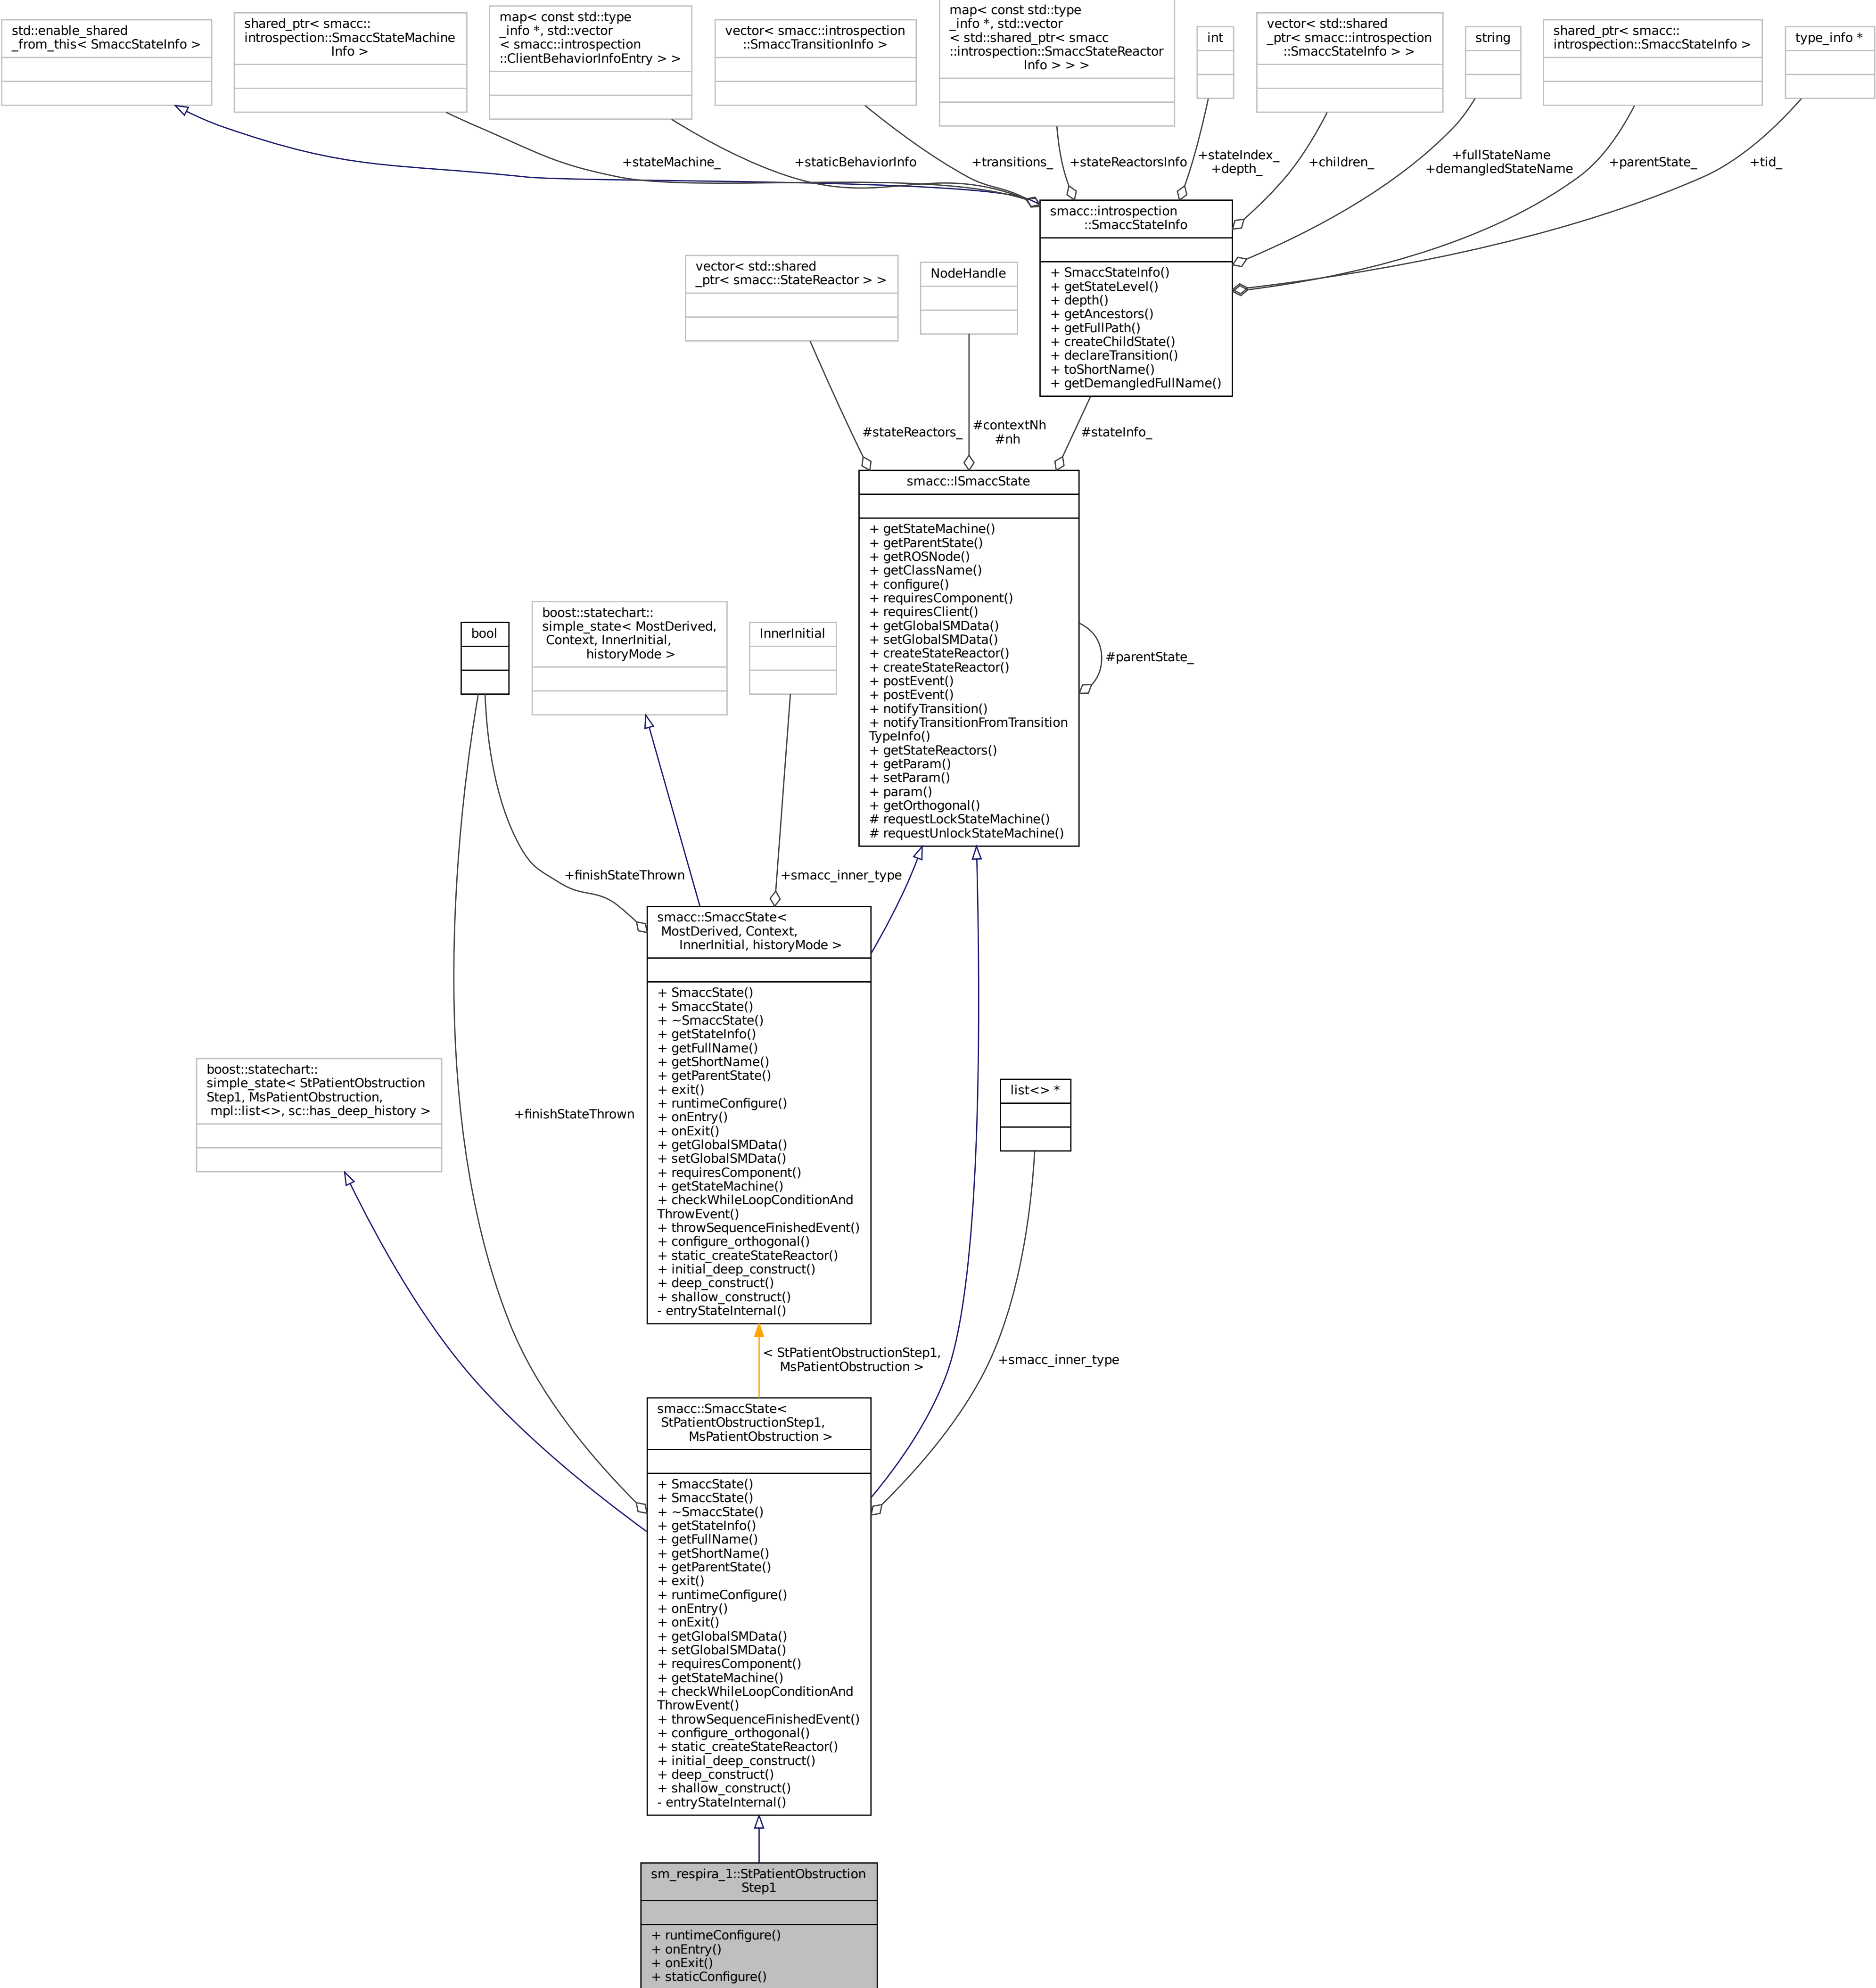 std::enable_shared
_from_this< SmaccStateInfo >
shared_ptr< smacc::
introspection::SmaccStateMachine
Info >
map< const std::type
_info *, std::vector
< smacc::introspection
::ClientBehaviorInfoEntry > >
vector< smacc::introspection
::SmaccTransitionInfo >
map< const std::type
_info *, std::vector
< std::shared_ptr< smacc
::introspection::SmaccStateReactor
Info > > >
int
vector< std::shared
_ptr< smacc::introspection
::SmaccStateInfo > >
string
shared_ptr< smacc::
introspection::SmaccStateInfo >
type_info *
+stateMachine_
+staticBehaviorInfo
+transitions_
+stateReactorsInfo
+stateIndex_
+depth_
+children_
+fullStateName
+demangledStateName
+parentState_
+tid_
smacc::introspection
::SmaccStateInfo
+ SmaccStateInfo()
+ getStateLevel()
+ depth()
+ getAncestors()
+ getFullPath()
+ createChildState()
+ declareTransition()
+ toShortName()
+ getDemangledFullName()
vector< std::shared
_ptr< smacc::StateReactor > >
NodeHandle
#stateReactors_
#contextNh
#nh
#stateInfo_
smacc::ISmaccState
+ getStateMachine()
+ getParentState()
+ getROSNode()
+ getClassName()
+ configure()
+ requiresComponent()
+ requiresClient()
+ getGlobalSMData()
+ setGlobalSMData()
+ createStateReactor()
+ createStateReactor()
+ postEvent()
+ postEvent()
+ notifyTransition()
+ notifyTransitionFromTransition
TypeInfo()
+ getStateReactors()
+ getParam()
+ setParam()
+ param()
+ getOrthogonal()
# requestLockStateMachine()
# requestUnlockStateMachine()
#parentState_
bool
boost::statechart::
simple_state< MostDerived,
Context, InnerInitial,
historyMode >
InnerInitial
+finishStateThrown
+smacc_inner_type
smacc::SmaccState<
MostDerived, Context,
InnerInitial, historyMode >
+ SmaccState()
+ SmaccState()
+ ~SmaccState()
+ getStateInfo()
+ getFullName()
+ getShortName()
+ getParentState()
+ exit()
+ runtimeConfigure()
+ onEntry()
+ onExit()
+ getGlobalSMData()
+ setGlobalSMData()
+ requiresComponent()
+ getStateMachine()
+ checkWhileLoopConditionAnd
ThrowEvent()
+ throwSequenceFinishedEvent()
+ configure_orthogonal()
+ static_createStateReactor()
+ initial_deep_construct()
+ deep_construct()
+ shallow_construct()
- entryStateInternal()
boost::statechart::
simple_state< StPatientObstruction
Step1, MsPatientObstruction,
mpl::list<>, sc::has_deep_history >
+finishStateThrown
list<> *
< StPatientObstructionStep1,
MsPatientObstruction >
+smacc_inner_type
smacc::SmaccState<
StPatientObstructionStep1,
MsPatientObstruction >
+ SmaccState()
+ SmaccState()
+ ~SmaccState()
+ getStateInfo()
+ getFullName()
+ getShortName()
+ getParentState()
+ exit()
+ runtimeConfigure()
+ onEntry()
+ onExit()
+ getGlobalSMData()
+ setGlobalSMData()
+ requiresComponent()
+ getStateMachine()
+ checkWhileLoopConditionAnd
ThrowEvent()
+ throwSequenceFinishedEvent()
+ configure_orthogonal()
+ static_createStateReactor()
+ initial_deep_construct()
+ deep_construct()
+ shallow_construct()
- entryStateInternal()
sm_respira_1::StPatientObstruction
Step1
+ runtimeConfigure()
+ onEntry()
+ onExit()
+ staticConfigure()